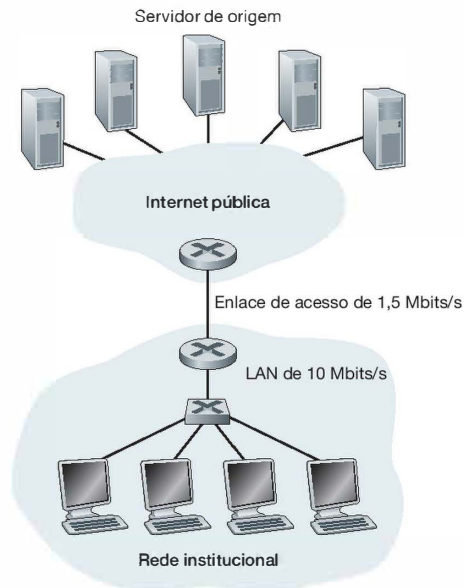 Servidor de origem
Internet pública
Enlace de acesso de 1,5 Mbits/s
LAN de 10 Mbits/s
Rede institucional